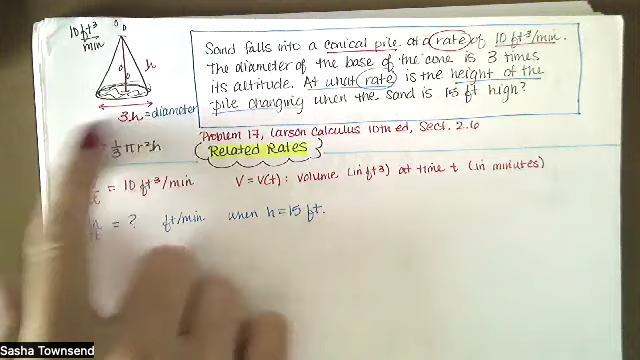 10 ft³/min
h
3h = diameter
Sand falls into a conical pile at a rate of 10 ft³/min.
The diameter of the base of the cone is 3 times
its altitude. At what rate is the height of the
pile changing when the sand is 15 ft high?
Problem 17, Larson Calculus 10th ed, Sect. 2.6
1/3 πr²h
Related Rates
= 10 ft³/min V = V(t): volume (in ft³) at time t (in minutes)
= ? ft/min when h = 15 ft.
Sasha Townsend